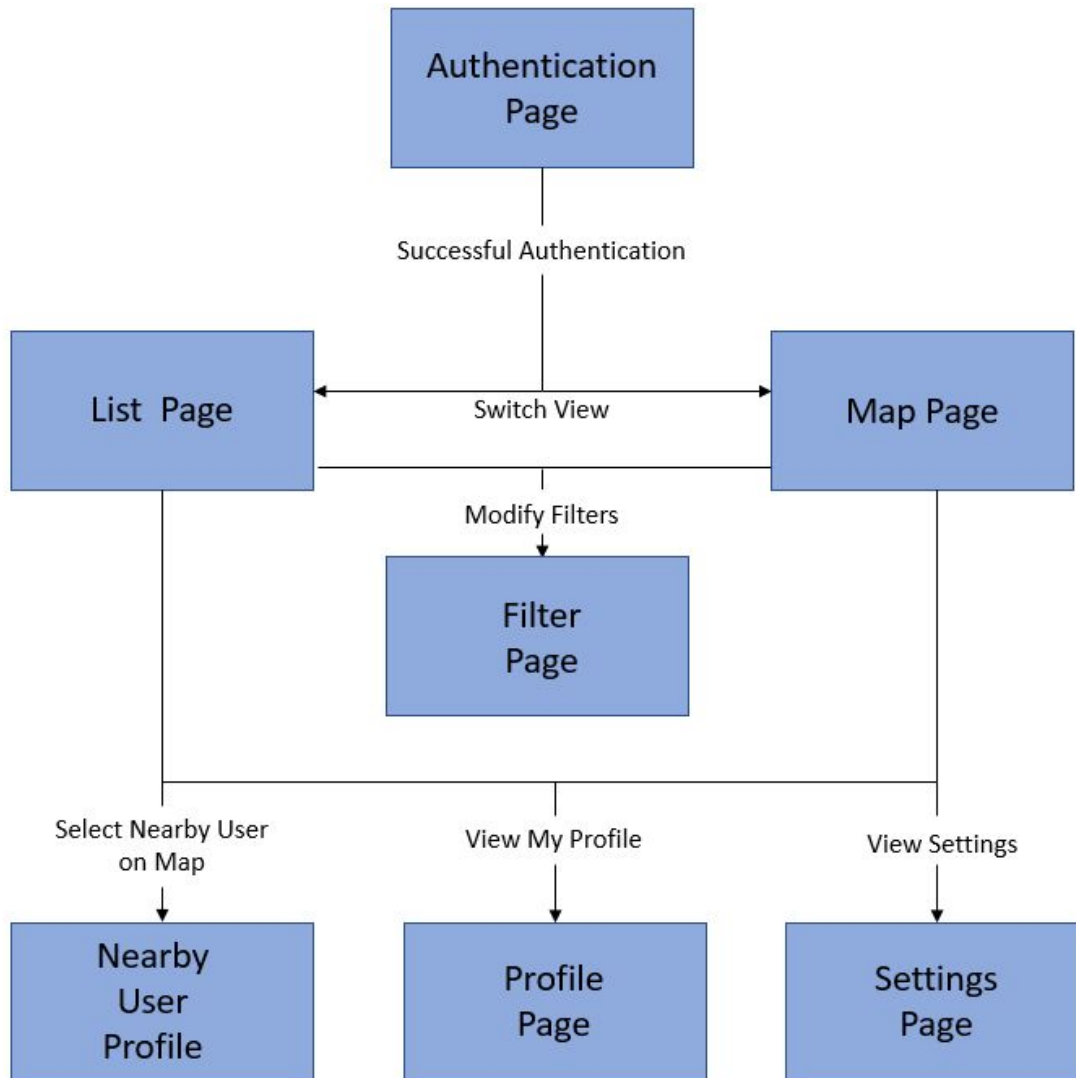 Authentication
Page
Successful Authentication
List  Page
Switch View
Map Page
Modify Filters
Filter
Page
Select Nearby User
on Map
View My Profile
View Settings
Nearby
User
Profile
Profile
Page
Settings
Page